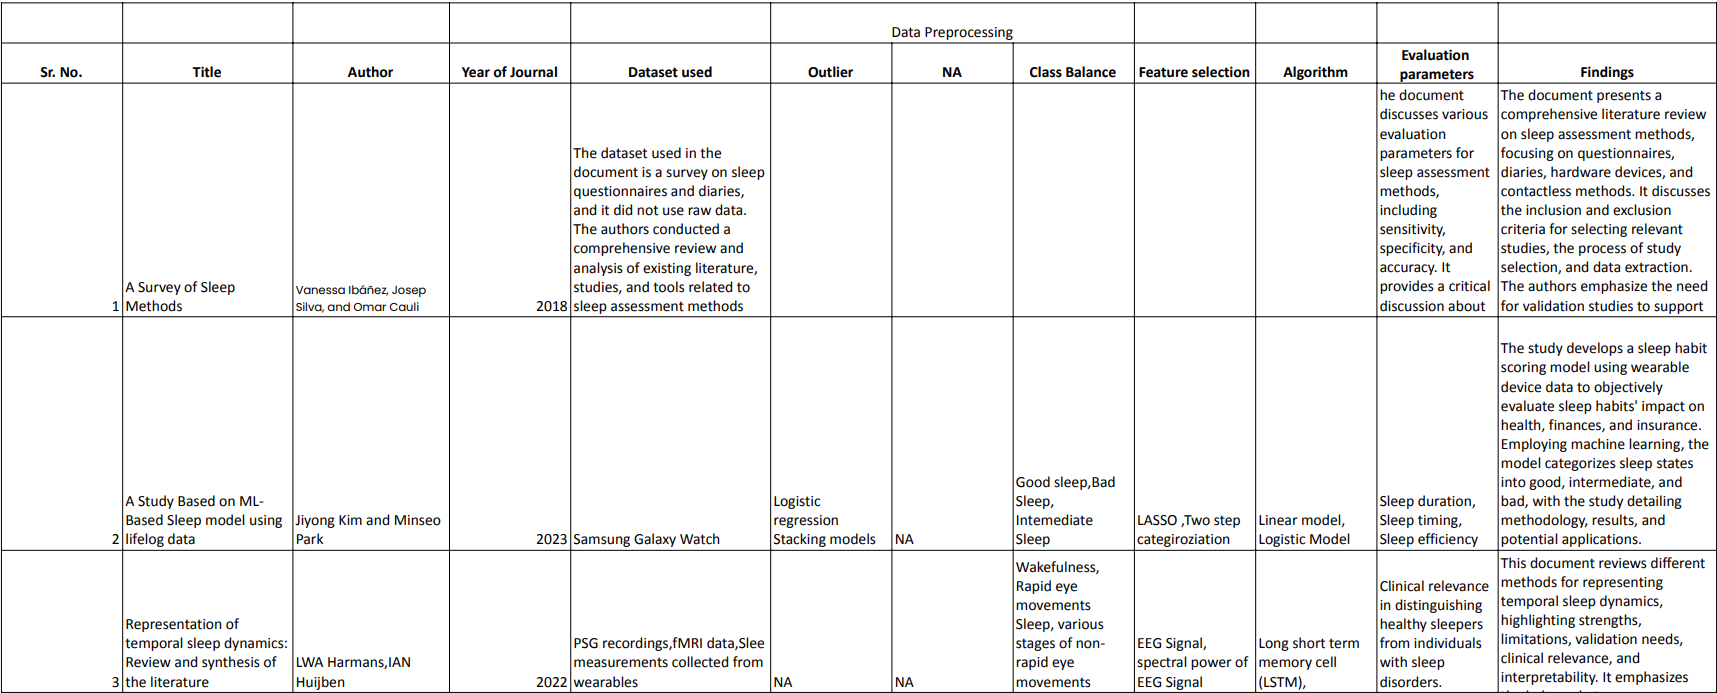 Data Preprocessing
Sr. No.
Title
Author
Year of Journal
Dataset used
Outlier
NA
Class Balance
Feature selection
Algorithm
Evaluation
parameters
Findings
1
A Survey of Sleep
Methods
Vanessa Ibáñez, Josep
Silva, and Omar Cauli
2018
The dataset used in the
document is a survey on sleep
questionnaires and diaries,
and it did not use raw data.
The authors conducted a
comprehensive review and
analysis of existing literature,
studies, and tools related to
sleep assessment methods
he document
discusses various
evaluation
parameters for
sleep assessment
methods,
including
sensitivity,
specificity, and
accuracy. It
provides a critical
discussion about
The document presents a
comprehensive literature review
on sleep assessment methods,
focusing on questionnaires,
diaries, hardware devices, and
contactless methods. It discusses
the inclusion and exclusion
criteria for selecting relevant
studies, the process of study
selection, and data extraction.
The authors emphasize the need
for validation studies to support
2
A Study Based on ML-
Based Sleep model using
lifelog data
Jiyong Kim and Minseo
Park
2023
Samsung Galaxy Watch
Logistic
regression
Stacking models
NA
Good sleep,Bad
Sleep,
Intemediate
Sleep
LASSO ,Two step
categiroziation
Linear model,
Logistic Model
Sleep duration,
Sleep timing,
Sleep efficiency
The study develops a sleep habit
scoring model using wearable
device data to objectively
evaluate sleep habits' impact on
health, finances, and insurance.
Employing machine learning, the
model categorizes sleep states
into good, intermediate, and
bad, with the study detailing
methodology, results, and
potential applications.
3
Representation of
temporal sleep dynamics:
Review and synthesis of
the literature
LWA Harmans,IAN
Huijben
2022
PSG recordings,fMRI data,Slee
measurements collected from
wearables
NA
NA
Wakefulness,
Rapid eye
movements
Sleep, various
stages of non-
rapid eye
movements
EEG Signal,
spectral power of
EEG Signal
Long short term
memory cell
(LSTM),
Clinical relevance
in distinguishing
healthy sleepers
from individuals
with sleep
disorders.
This document reviews different
methods for representing
temporal sleep dynamics,
highlighting strengths,
limitations, validation needs,
clinical relevance, and
interpretability. It emphasizes